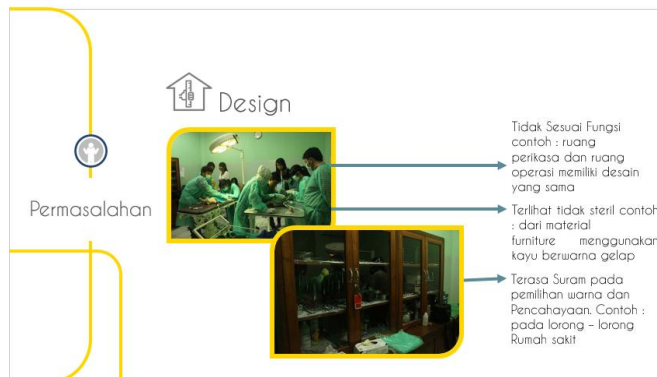 Design
Permasalahan
Tidak Sesuai Fungsi
contoh : ruang
perikasa dan ruang
operasi memiliki desain
yang sama
Terlihat tidak steril contoh
: dari material
furniture menggunakan
kayu berwarna gelap
Terasa Suram pada
pemilihan warna dan
Pencahayaan. Contoh :
pada lorong – lorong
Rumah sakit